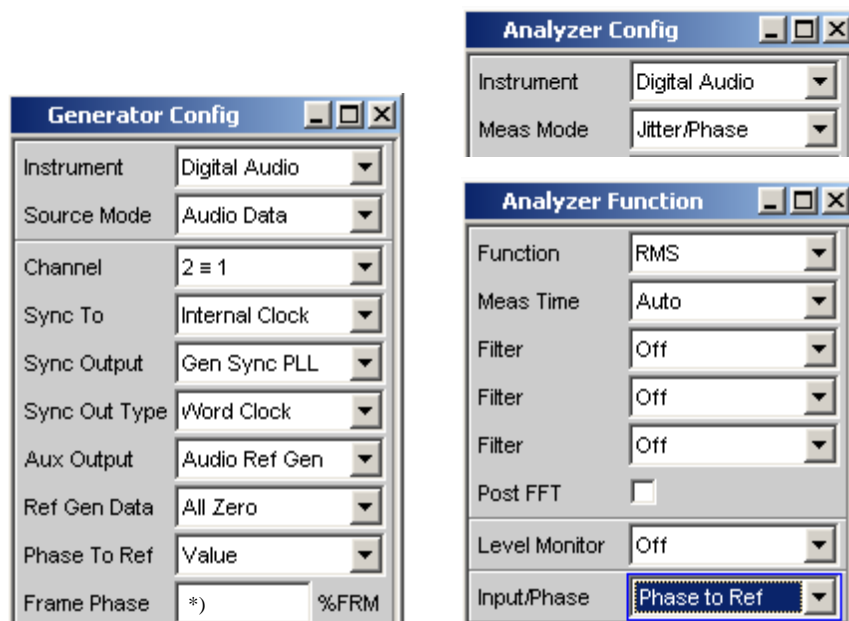 Generator Config
Instrument Digital Audio
Source Mode Audio Data
Channel 2 ≡ 1
Sync To Internal Clock
Sync Output Gen Sync PLL
Sync Out Type Word Clock
Aux Output Audio Ref Gen
Ref Gen Data All Zero
Phase To Ref Value
Frame Phase *) %FRM
Analyzer Config
Instrument Digital Audio
Meas Mode Jitter/Phase
Analyzer Function
Function RMS
Meas Time Auto
Filter Off
Filter Off
Filter Off
Post FFT
Level Monitor Off
Input/Phase Phase to Ref